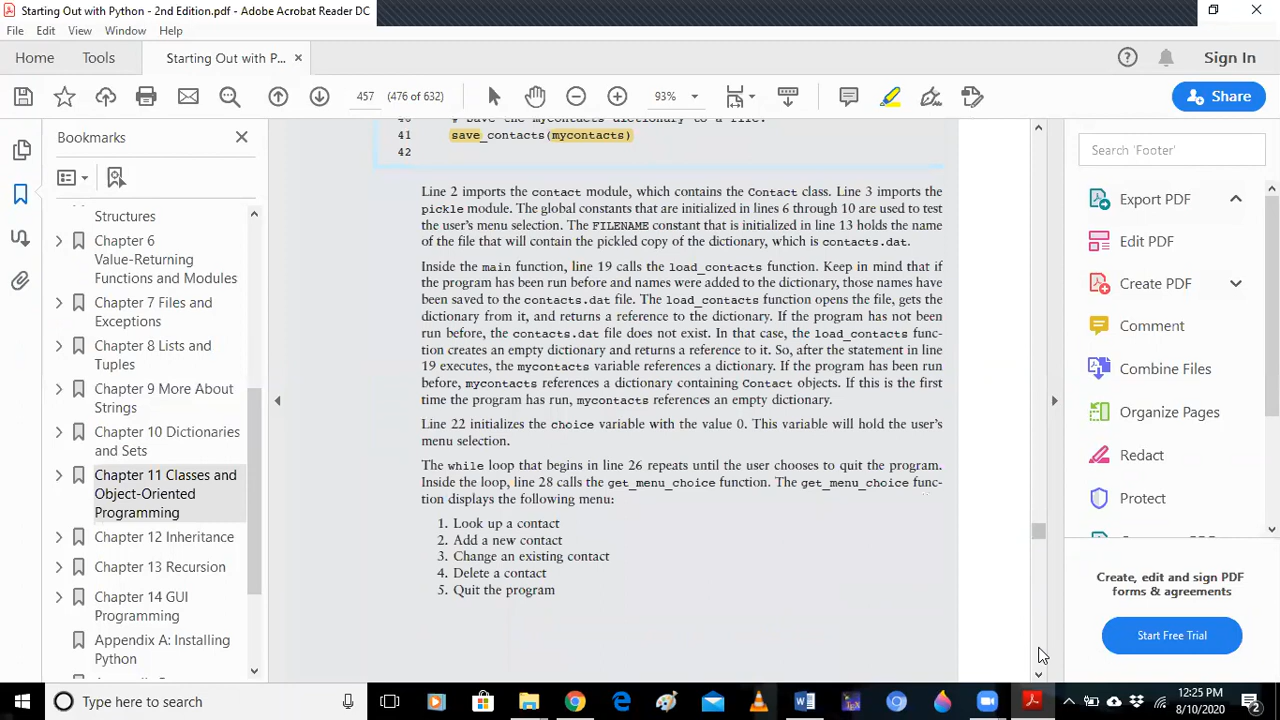 Starting Out with Python - 2nd Edition.pdf - Adobe Acrobat Reader DC
File Edit View Window Help
Home Tools Starting Out with P... × Sign In
457 (476 of 632) 93% Share
Bookmarks
Structures
Chapter 6
Value-Returning
Functions and Modules
Chapter 7 Files and
Exceptions
Chapter 8 Lists and
Tuples
Chapter 9 More About
Strings
Chapter 10 Dictionaries
and Sets
Chapter 11 Classes and
Object-Oriented
Programming
Chapter 12 Inheritance
Chapter 13 Recursion
Chapter 14 GUI
Programming
Appendix A: Installing
Python
40 # Save the mycontacts dictionary to a file.
41 save_contacts(mycontacts)
42
Line 2 imports the contact module, which contains the Contact class. Line 3 imports the
pickle module. The global constants that are initialized in lines 6 through 10 are used to test
the user's menu selection. The FILENAME constant that is initialized in line 13 holds the name
of the file that will contain the pickled copy of the dictionary, which is contacts.dat.
Inside the main function, line 19 calls the load_contacts function. Keep in mind that if
the program has been run before and names were added to the dictionary, those names have
been saved to the contacts.dat file. The load_contacts function opens the file, gets the
dictionary from it, and returns a reference to the dictionary. If the program has not been
run before, the contacts.dat file does not exist. In that case, the load_contacts func-
tion creates an empty dictionary and returns a reference to it. So, after the statement in line
19 executes, the mycontacts variable references a dictionary. If the program has been run
before, mycontacts references a dictionary containing Contact objects. If this is the first
time the program has run, mycontacts references an empty dictionary.
Line 22 initializes the choice variable with the value 0. This variable will hold the user's
menu selection.
The while loop that begins in line 26 repeats until the user chooses to quit the program.
Inside the loop, line 28 calls the get_menu_choice function. The get_menu_choice func-
tion displays the following menu:
1. Look up a contact
2. Add a new contact
3. Change an existing contact
4. Delete a contact
5. Quit the program
Search 'Footer'
Export PDF
Edit PDF
Create PDF
Comment
Combine Files
Organize Pages
Redact
Protect
Create, edit and sign PDF
forms & agreements
Start Free Trial
Type here to search
12:25 PM
8/10/2020
2